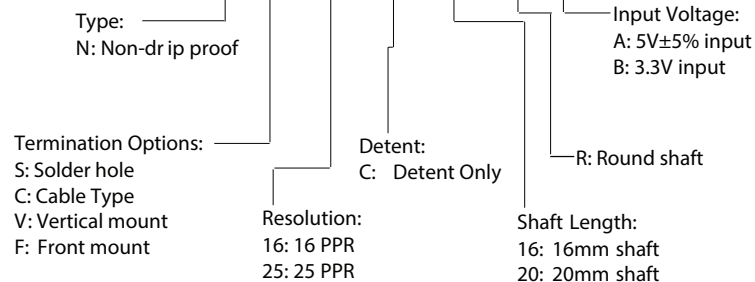 Type:
N: Non-dr ip proof
Input Voltage:
A: 5V±5% input
B: 3.3V input
Termination Options:
S: Solder hole
C: Cable Type
V: Vertical mount
F: Front mount
Detent:
C: Detent Only
R: Round shaft
Resolution:
16: 16 PPR
25: 25 PPR
Shaft Length:
16: 16mm shaft
20: 20mm shaft